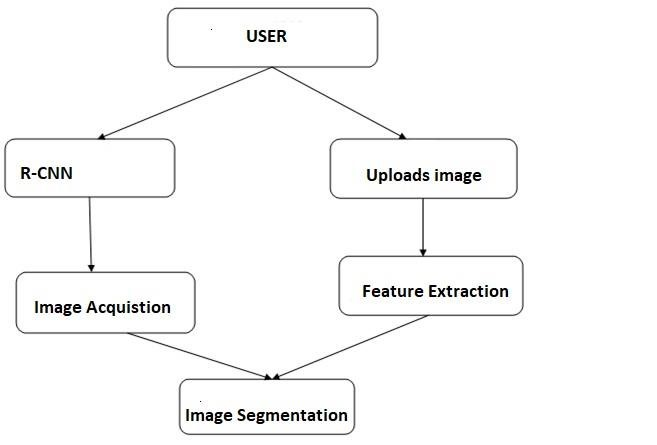 USER
R-CNN
Uploads image
Image Acquistion
Feature Extraction
Image Segmentation